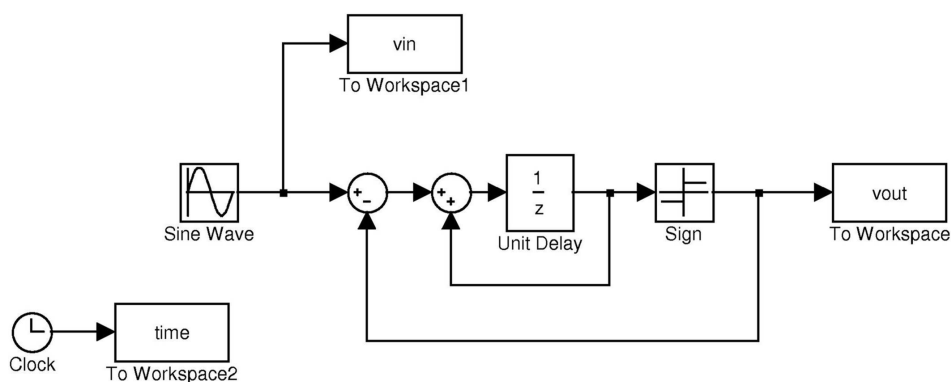 vin
To Workspace1
+
−
+
+
1
z
vout
Sine Wave
Unit Delay
Sign
To Workspace
time
Clock
To Workspace2